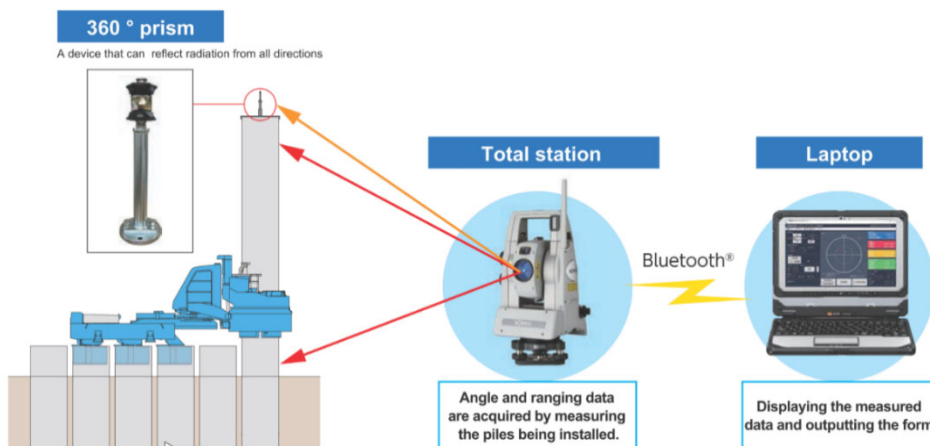 360 ° prism
A device that can reflect radiation from all directions
Total station
Laptop
Bluetooth®
Angle and ranging data
are acquired by measuring
the piles being installed.
Displaying the measured
data and outputting the form